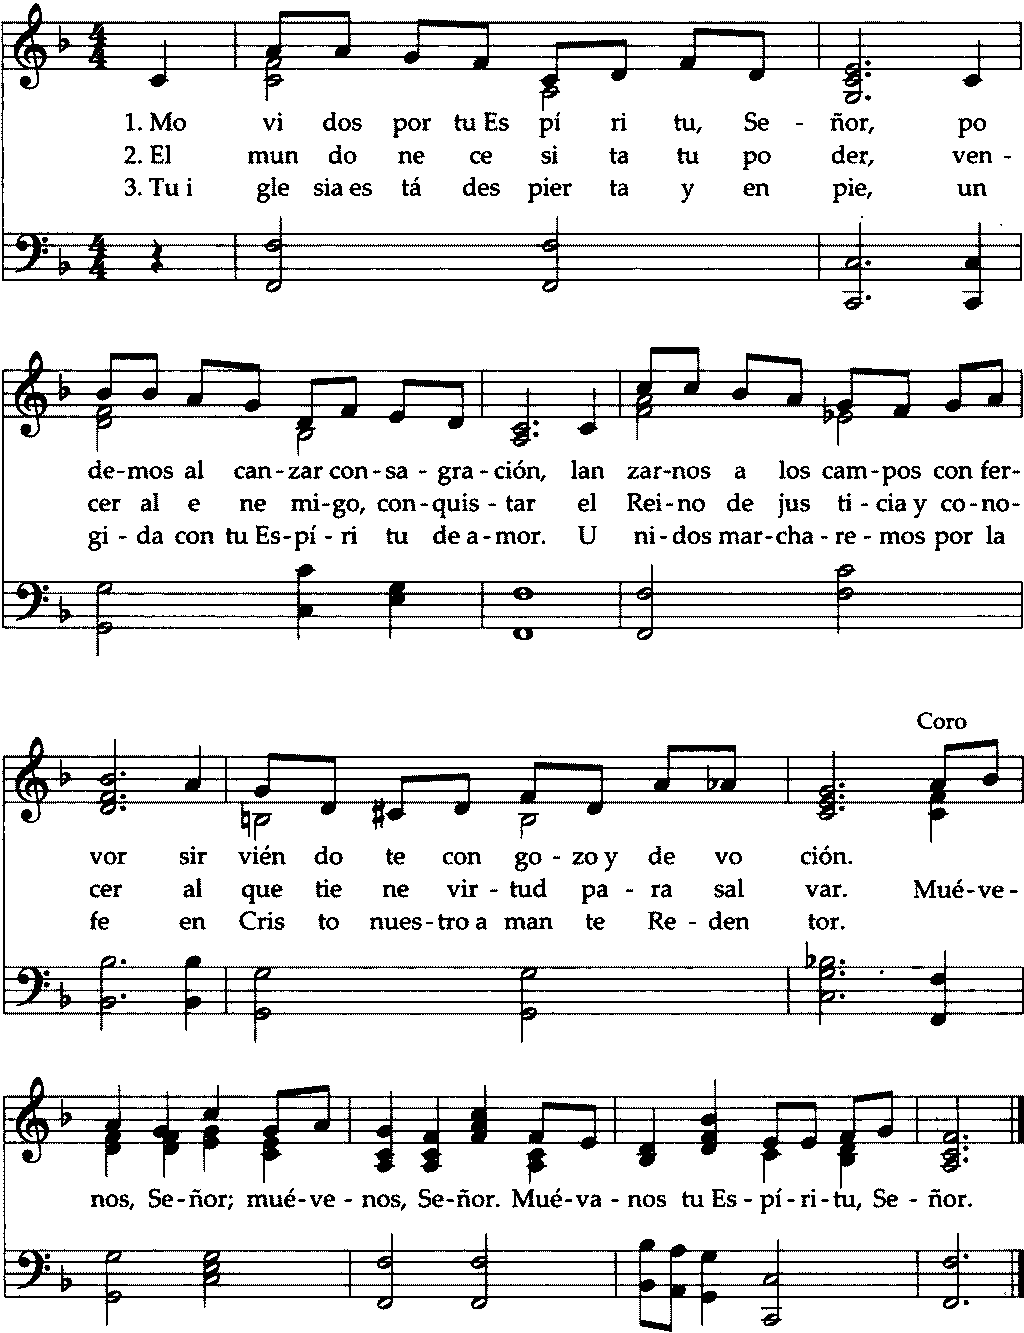 1. Mo vi dos por tu Es pí ri tu, Se - ñor, po
2. El mun do ne ce si ta tu po der, ven -
3. Tu i gle sia es tá des pier ta y en pie, un
de-mos al can-zar con-sa-gra-ción, lan zar-nos a los cam-pos con fer-
cer al e ne mi-go, con-quis-tar el Rei-no de jus ti-cia y co-no-
gi-da con tu Es-pí-ri tu de a-mor. U ni-dos mar-cha-re-mos por la
Coro
vor sir vién do te con go-zo y de vo ción.
cer al que tie ne vir-tud pa-ra sal var. Mué-ve-
fe en Cris to nues-tro a man te Re-den tor.
nos, Se-ñor; mué-ve-nos, Se-ñor. Mué-va-nos tu Es-pí-ri-tu, Se-ñor.